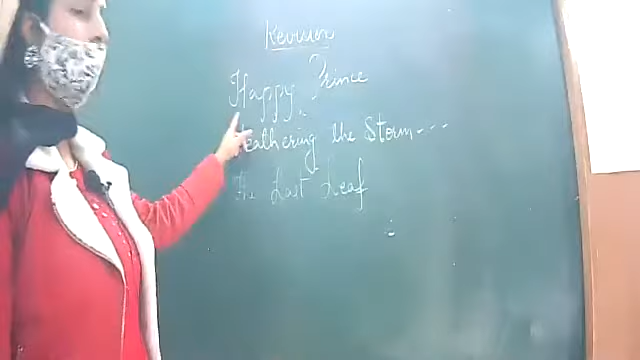 Revision
Happy Prince
Weathering the Storm---
The Last Leaf